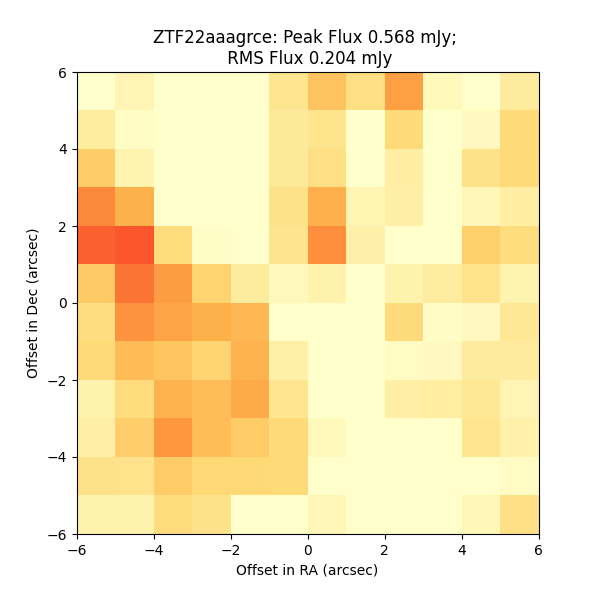 ZTF22aaagrce: Peak Flux 0.568 mJy;
RMS Flux 0.204 mJy
6
4
2
0
−2
−4
−6
Offset in Dec (arcsec)
−6 −4 −2 0 2 4 6
Offset in RA (arcsec)